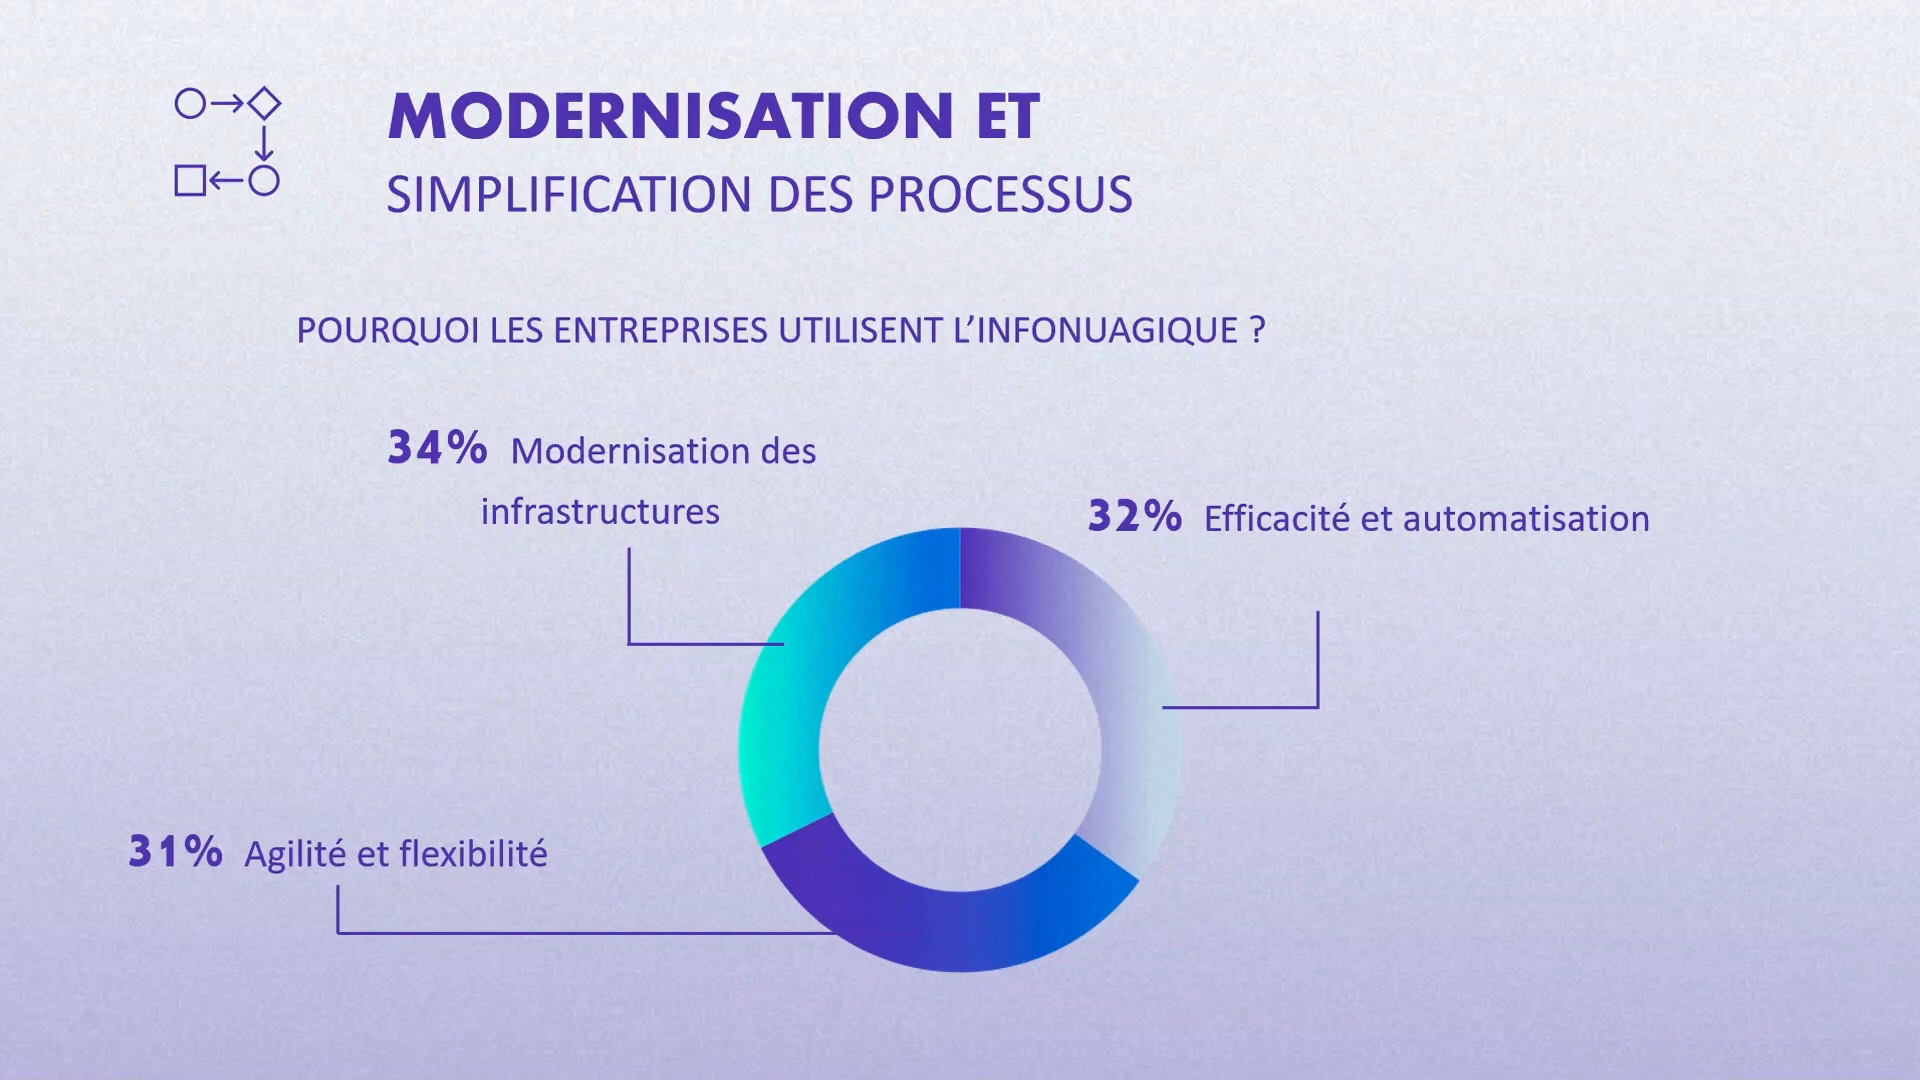 MODERNISATION ET
SIMPLIFICATION DES PROCESSUS
POURQUOI LES ENTREPRISES UTILISENT L’INFONUAGIQUE ?
34% Modernisation des
infrastructures
32% Efficacité et automatisation
31% Agilité et flexibilité